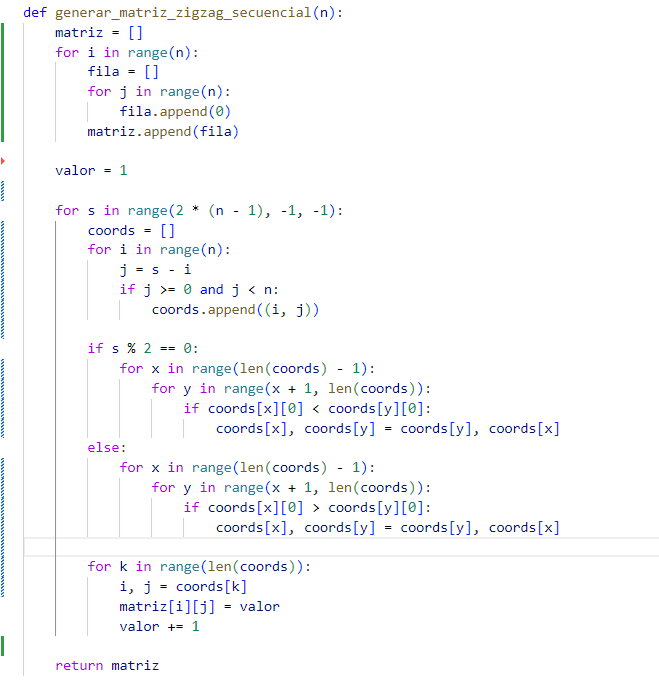 def generar_matriz_zigzag_secuencial(n):
    matriz = []
    for i in range(n):
        fila = []
        for j in range(n):
            fila.append(0)
        matriz.append(fila)

    valor = 1

    for s in range(2 * (n - 1), -1, -1):
        coords = []
        for i in range(n):
            j = s - i
            if j >= 0 and j < n:
                coords.append((i, j))

        if s % 2 == 0:
            for x in range(len(coords) - 1):
                for y in range(x + 1, len(coords)):
                    if coords[x][0] < coords[y][0]:
                        coords[x], coords[y] = coords[y], coords[x]
        else:
            for x in range(len(coords) - 1):
                for y in range(x + 1, len(coords)):
                    if coords[x][0] > coords[y][0]:
                        coords[x], coords[y] = coords[y], coords[x]

        for k in range(len(coords)):
            i, j = coords[k]
            matriz[i][j] = valor
            valor += 1

    return matriz